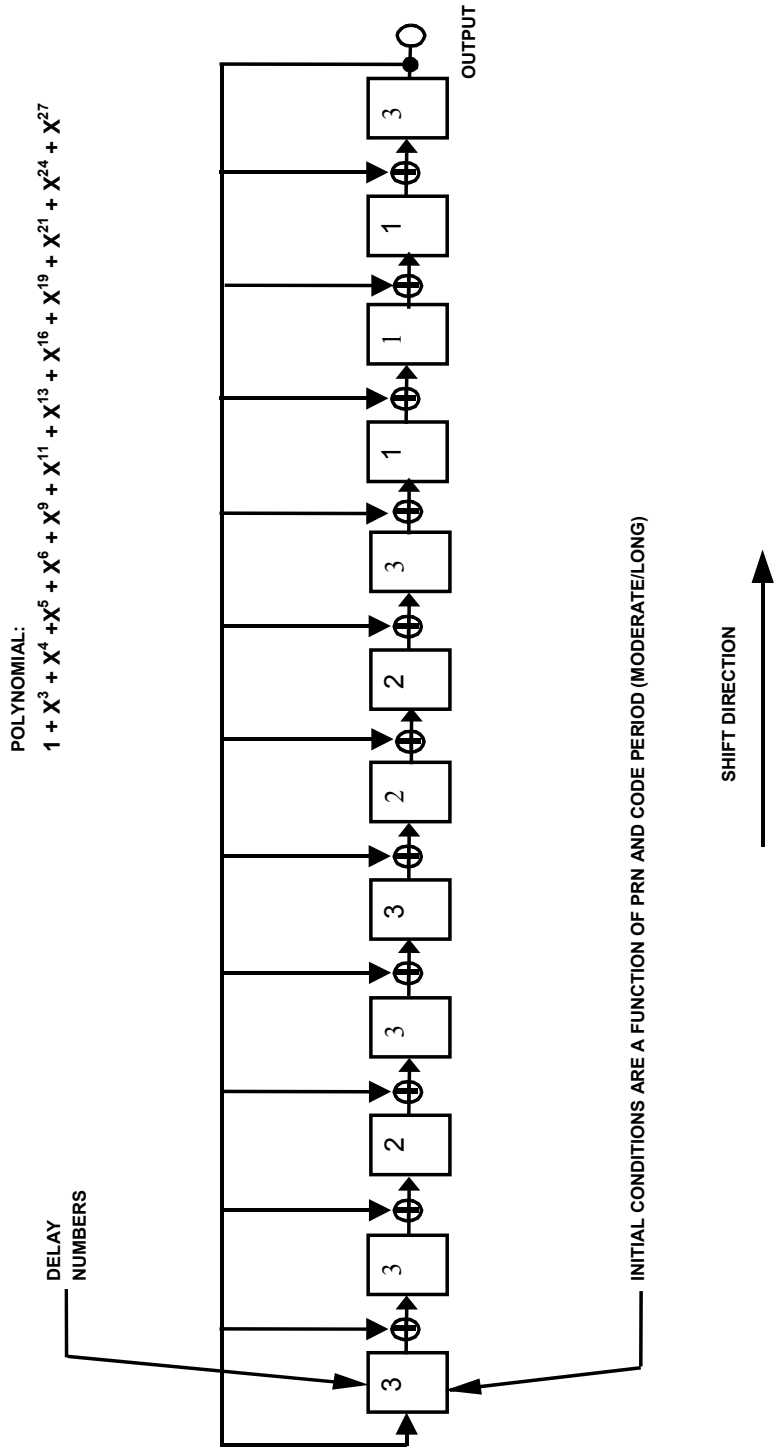 POLYNOMIAL:
1 + X³ + X⁴ +X⁵ + X⁶ + X⁹ + X¹¹ + X¹³ + X¹⁶ + X¹⁹ + X²¹ + X²⁴ + X²⁷
DELAY
NUMBERS
3 3 2 3 3 2 2 3 1 1 1 3
OUTPUT
INITIAL CONDITIONS ARE A FUNCTION OF PRN AND CODE PERIOD (MODERATE/LONG)
SHIFT DIRECTION